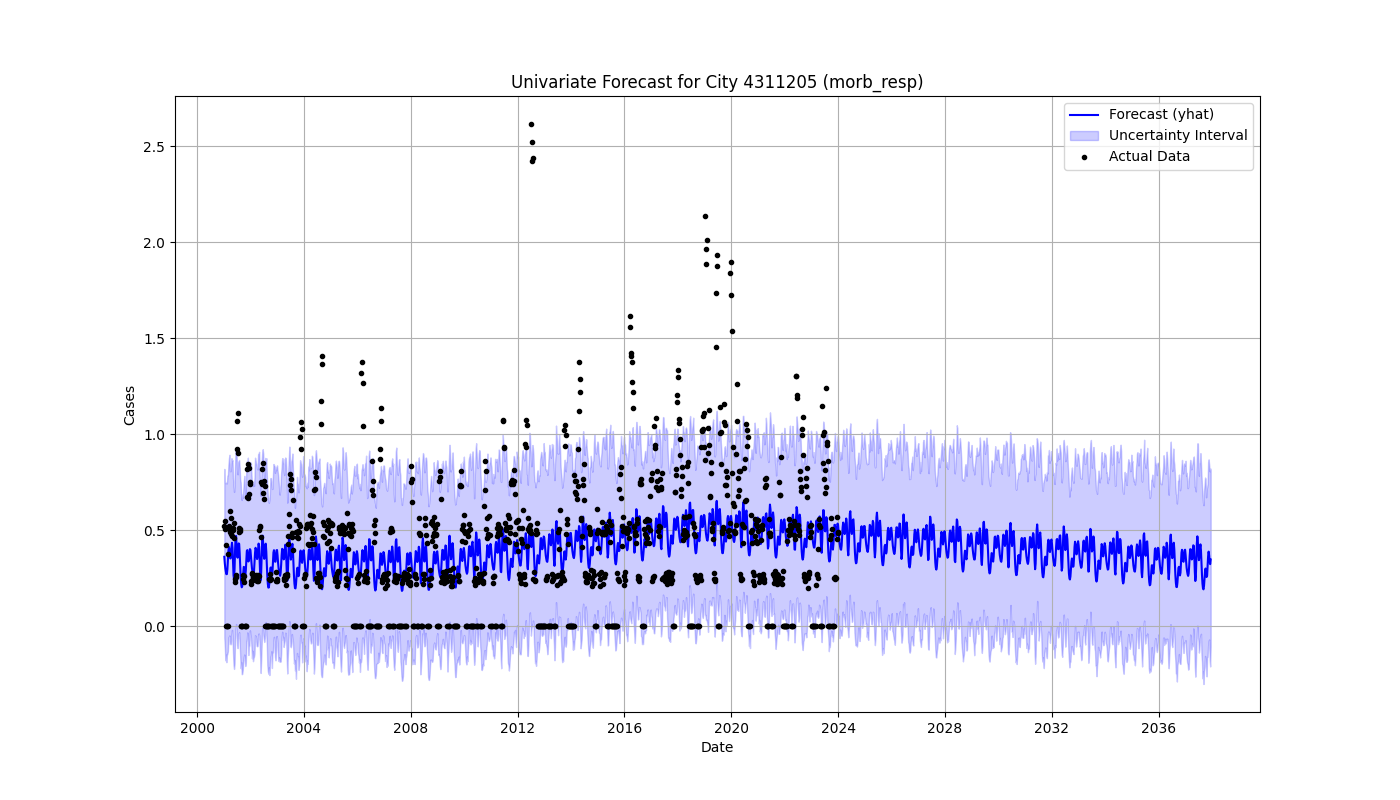 Univariate Forecast for City 4311205 (morb_resp)
Forecast (yhat)
Uncertainty Interval
Actual Data
Cases
2.5
2.0
1.5
1.0
0.5
0.0
2000 2004 2008 2012 2016 2020 2024 2028 2032 2036
Date